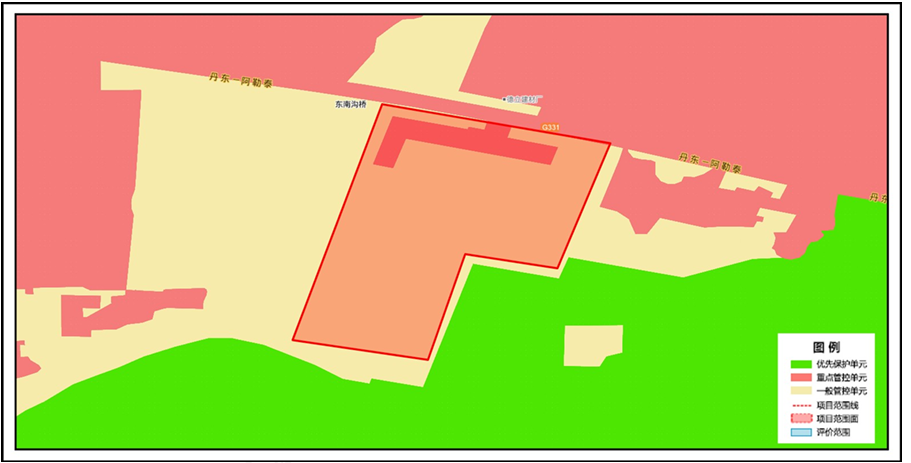 丹东—阿勒泰
东南沟桥
G331
丹东—阿勒泰
丹东
图例
优先保护单元
重点管控单元
一般管控单元
项目范围线
项目范围面
评价范围